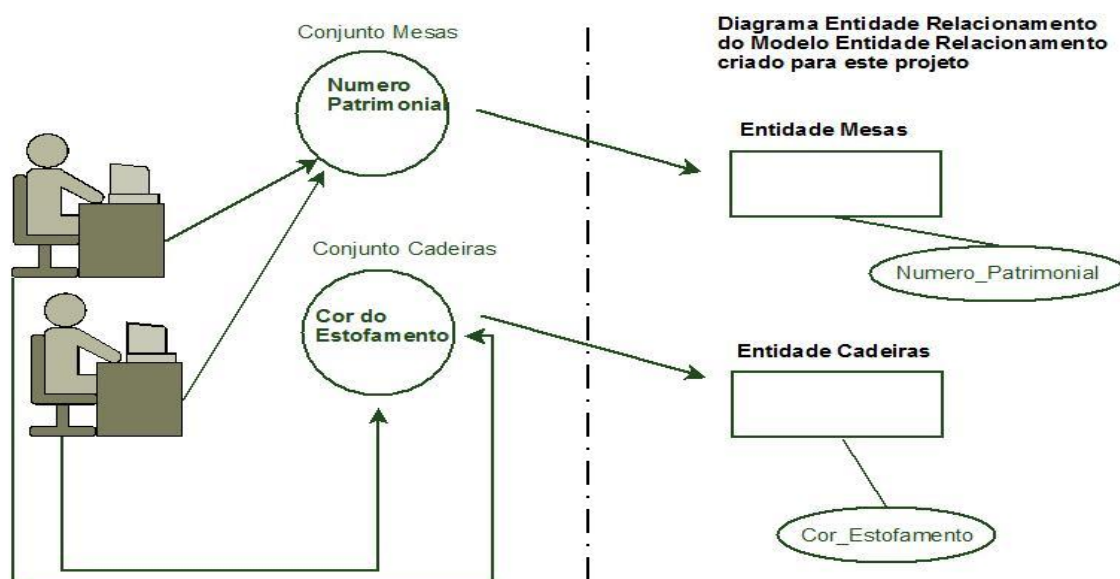 Conjunto Mesas
Numero
Patrimonial
Conjunto Cadeiras
Cor do
Estofamento
Diagrama Entidade Relacionamento
do Modelo Entidade Relacionamento
criado para este projeto
Entidade Mesas
Numero_Patrimonial
Entidade Cadeiras
Cor_Estofamento